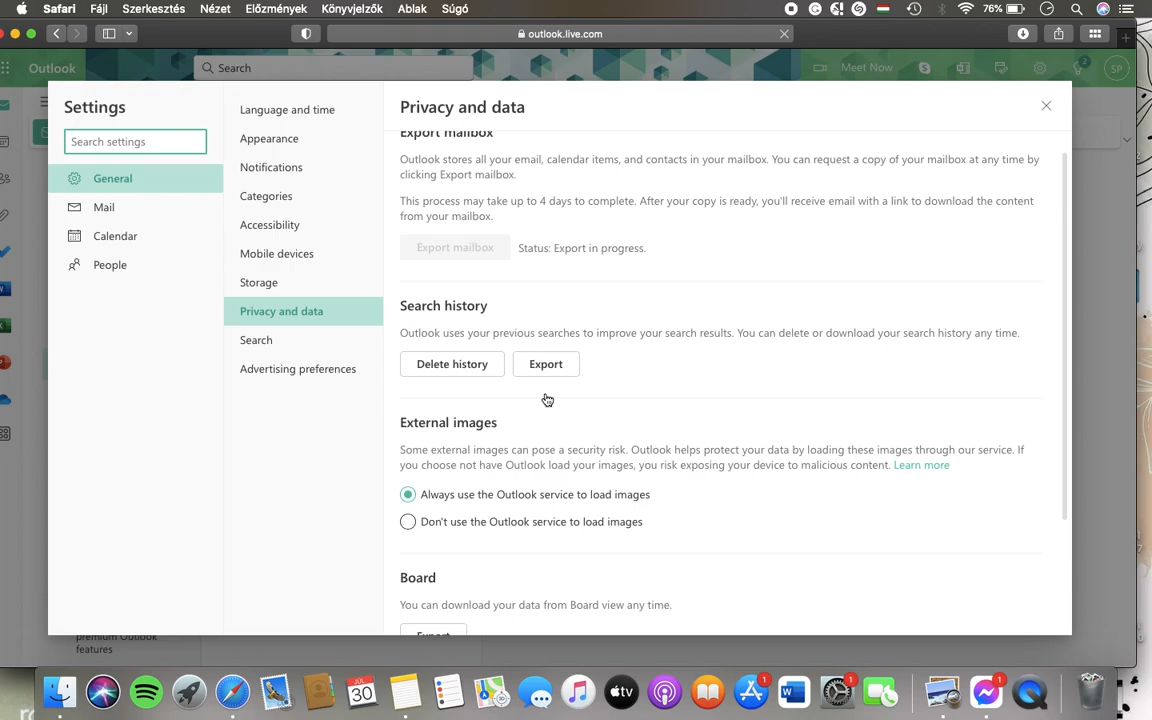 Safari Fájl Szerkesztés Nézet Előzmények Könyvjelzők Ablak Súgó 76%
outlook.live.com
Outlook Search Meet Now 2 SP
Settings
Search settings
General
Mail
Calendar
People
Language and time
Appearance
Notifications
Categories
Accessibility
Mobile devices
Storage
Privacy and data
Search
Advertising preferences
Privacy and data
Export mailbox
Outlook stores all your email, calendar items, and contacts in your mailbox. You can request a copy of your mailbox at any time by
clicking Export mailbox.
This process may take up to 4 days to complete. After your copy is ready, you'll receive email with a link to download the content
from your mailbox.
Export mailbox Status: Export in progress.
Search history
Outlook uses your previous searches to improve your search results. You can delete or download your search history any time.
Delete history Export
External images
Some external images can pose a security risk. Outlook helps protect your data by loading these images through our service. If
you choose not have Outlook load your images, you risk exposing your device to malicious content. Learn more
Always use the Outlook service to load images
Don't use the Outlook service to load images
Board
You can download your data from Board view any time.
Export
premium Outlook
features
JUL
30
1
1
1